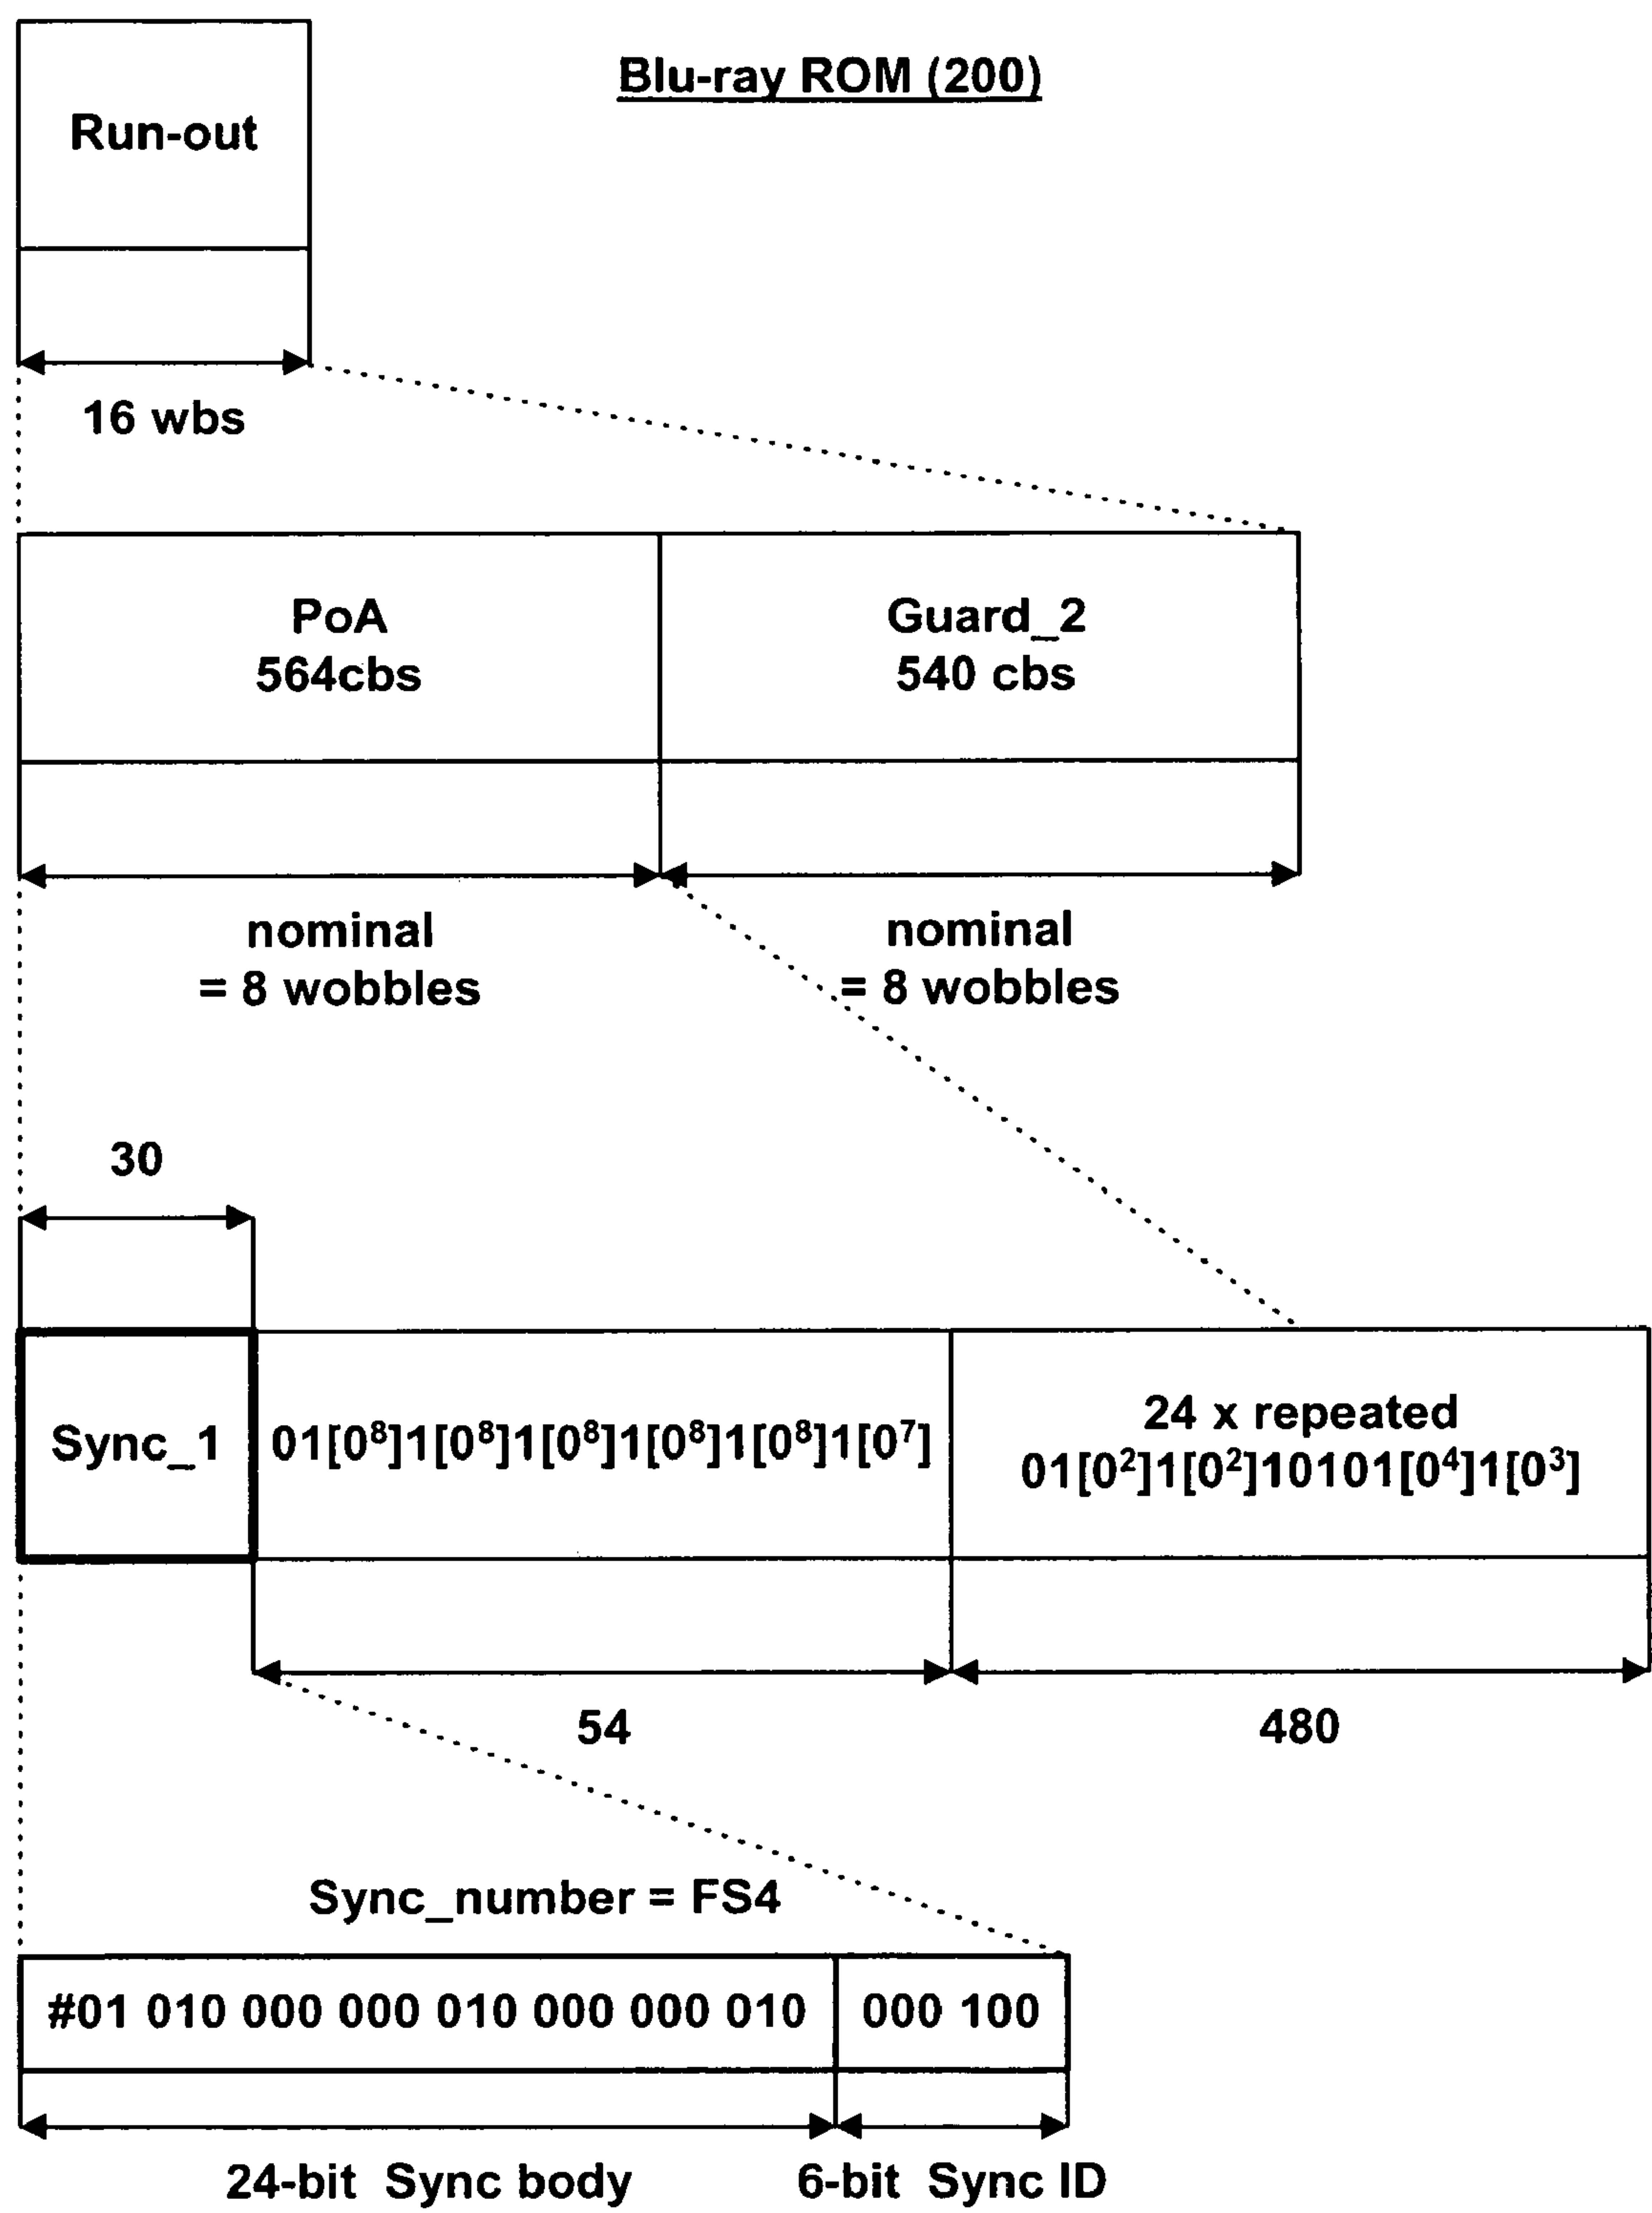 Blu-ray ROM (200)
Run-out
16 wbs
PoA
564cbs
Guard_2
540 cbs
nominal
= 8 wobbles
nominal
= 8 wobbles
30
Sync_1
01[0⁸]1[0⁸]1[0⁸]1[0⁸]1[0⁸]1[0⁷]
24 x repeated
01[0²]1[0²]10101[0⁴]1[0³]
54
480
Sync_number = FS4
#01 010 000 000 010 000 000 010
000 100
24-bit Sync body
6-bit Sync ID